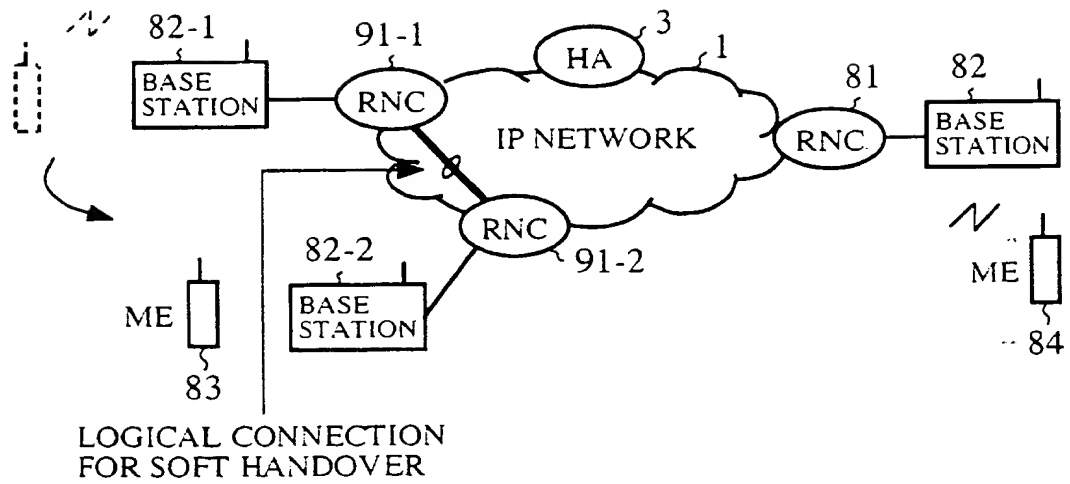 82-1
91-1
3
1
81
82
BASE
STATION
RNC
HA
IP NETWORK
RNC
BASE
STATION
RNC
91-2
82-2
BASE
STATION
ME
83
ME
84
LOGICAL CONNECTION
FOR SOFT HANDOVER